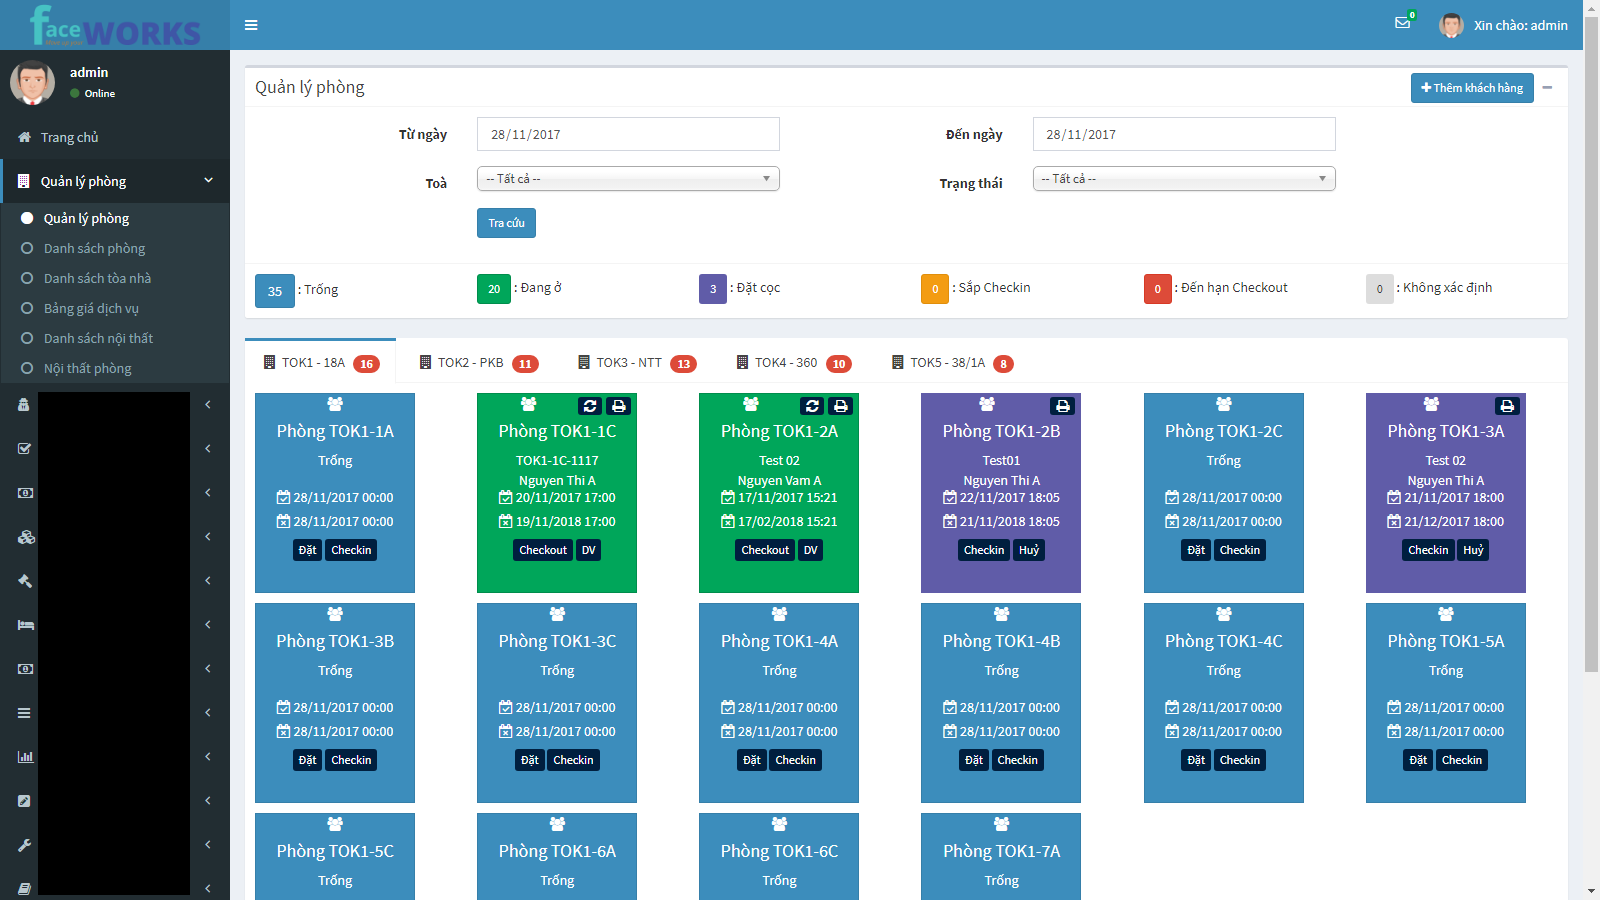 faceWORKS
0
Xin chào: admin
admin
Online
Trang chủ
Quản lý phòng
Quản lý phòng
Danh sách phòng
Danh sách tòa nhà
Bảng giá dịch vụ
Danh sách nội thất
Nội thất phòng
Quản lý phòng
Thêm khách hàng
Từ ngày 28/11/2017 Đến ngày 28/11/2017
Toà -- Tất cả -- Trạng thái -- Tất cả --
Tra cứu
35 : Trống 20 : Đang ở 3 : Đặt cọc 0 : Sắp Checkin 0 : Đến hạn Checkout 0 : Không xác định
TOK1 - 18A 16 TOK2 - PKB 11 TOK3 - NTT 13 TOK4 - 360 10 TOK5 - 38/1A 8
Phòng TOK1-1A
Trống
28/11/2017 00:00
28/11/2017 00:00
Đặt Checkin
Phòng TOK1-1C
TOK1-1C-1117
Nguyen Thi A
20/11/2017 17:00
19/11/2018 17:00
Checkout DV
Phòng TOK1-2A
Test 02
Nguyen Vam A
17/11/2017 15:21
17/02/2018 15:21
Checkout DV
Phòng TOK1-2B
Test01
Nguyen Thi A
22/11/2017 18:05
21/11/2018 18:05
Checkin Huỷ
Phòng TOK1-2C
Trống
28/11/2017 00:00
28/11/2017 00:00
Đặt Checkin
Phòng TOK1-3A
Test 02
Nguyen Thi A
21/11/2017 18:00
21/12/2017 18:00
Checkin Huỷ
Phòng TOK1-3B
Trống
28/11/2017 00:00
28/11/2017 00:00
Đặt Checkin
Phòng TOK1-3C
Trống
28/11/2017 00:00
28/11/2017 00:00
Đặt Checkin
Phòng TOK1-4A
Trống
28/11/2017 00:00
28/11/2017 00:00
Đặt Checkin
Phòng TOK1-4B
Trống
28/11/2017 00:00
28/11/2017 00:00
Đặt Checkin
Phòng TOK1-4C
Trống
28/11/2017 00:00
28/11/2017 00:00
Đặt Checkin
Phòng TOK1-5A
Trống
28/11/2017 00:00
28/11/2017 00:00
Đặt Checkin
Phòng TOK1-5C
Trống
Phòng TOK1-6A
Trống
Phòng TOK1-6C
Trống
Phòng TOK1-7A
Trống